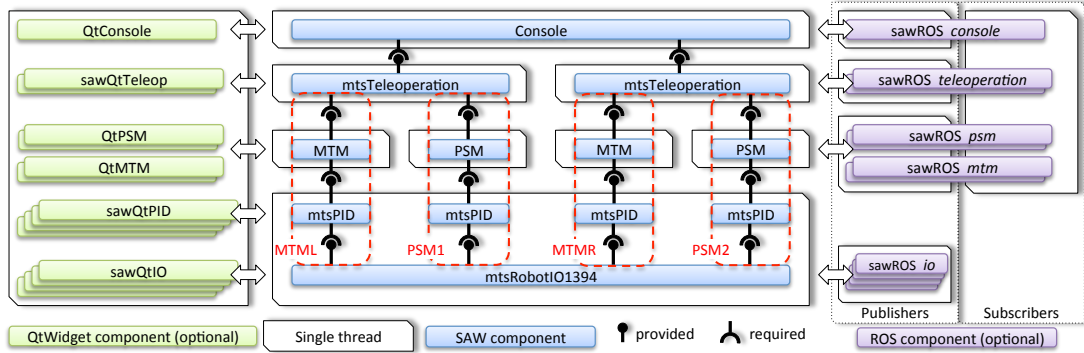 QtConsole
Console
sawROS console
sawQtTeleop
mtsTeleoperation
mtsTeleoperation
sawROS teleoperation
QtPSM
MTM
PSM
MTM
PSM
sawROS psm
QtMTM
sawROS mtm
sawQtPID
mtsPID
mtsPID
mtsPID
mtsPID
MTML
PSM1
MTMR
PSM2
sawQtIO
mtsRobotIO1394
sawROS io
Publishers
Subscribers
QtWidget component (optional)
Single thread
SAW component
provided
required
ROS component (optional)